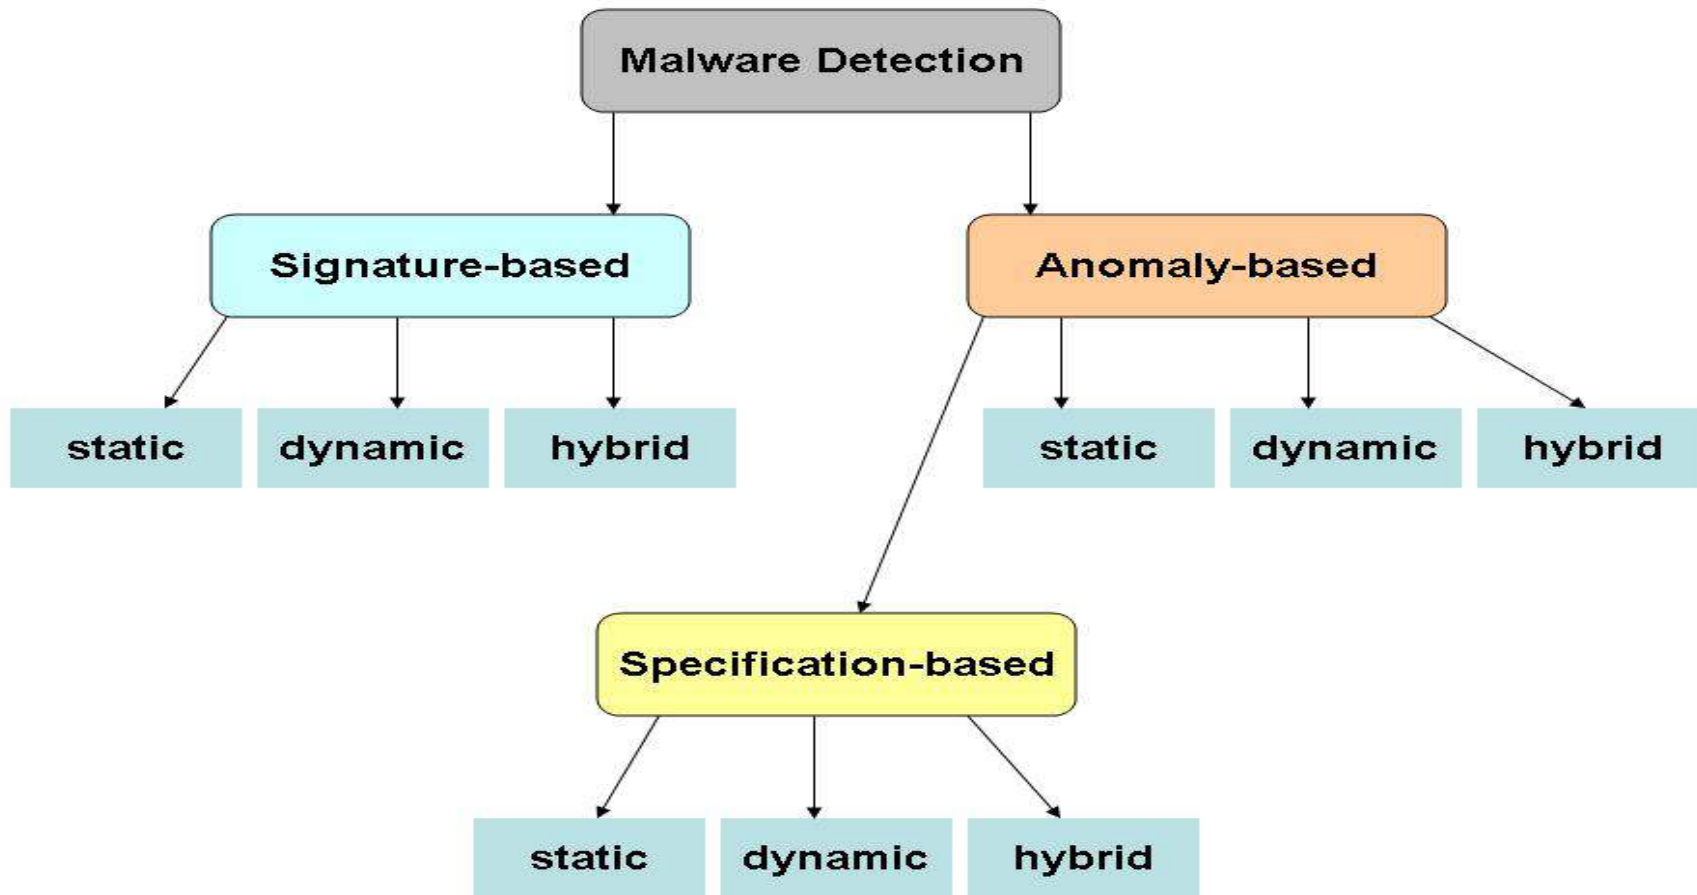 Malware Detection
Signature-based
Anomaly-based
static
dynamic
hybrid
static
dynamic
hybrid
Specification-based
static
dynamic
hybrid